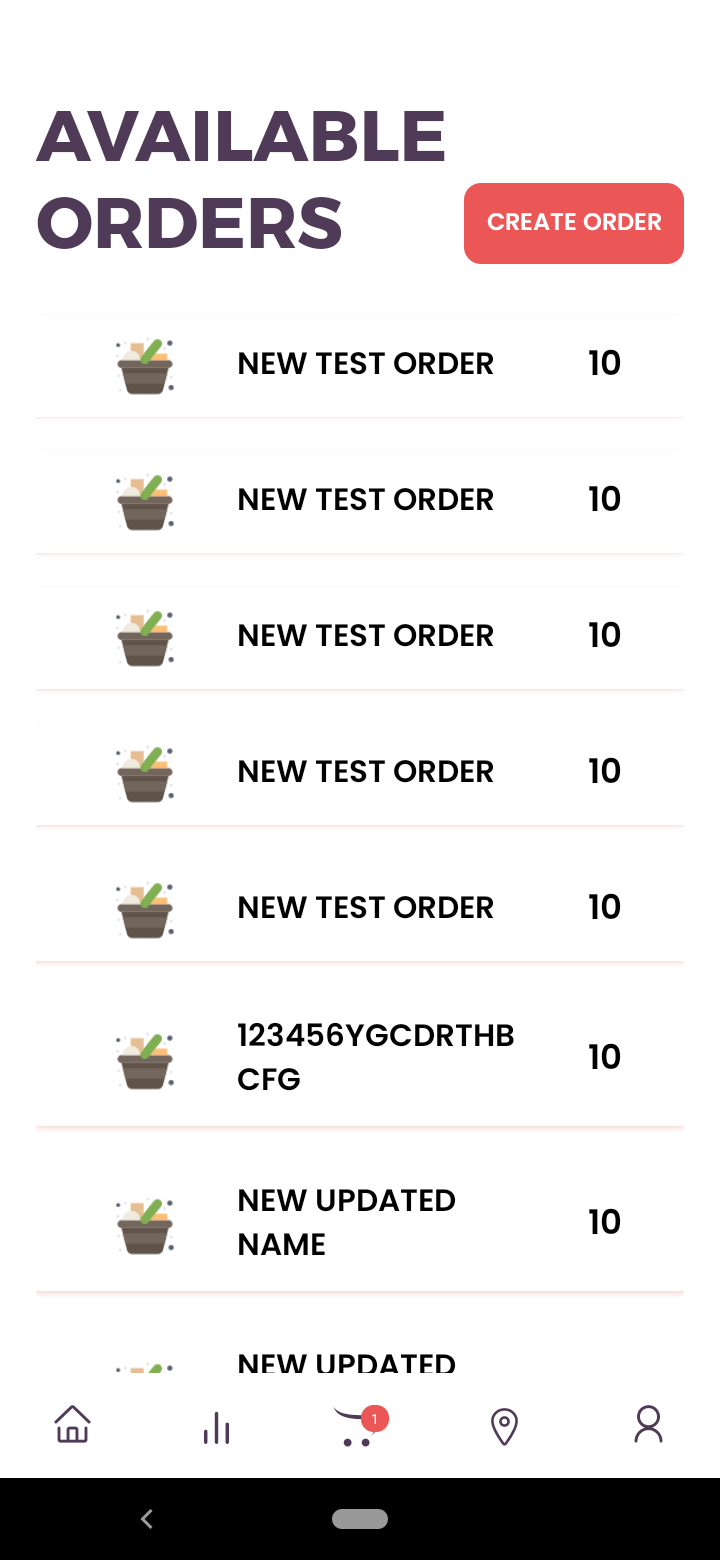 AVAILABLE
ORDERS
CREATE ORDER
NEW TEST ORDER 10
NEW TEST ORDER 10
NEW TEST ORDER 10
NEW TEST ORDER 10
NEW TEST ORDER 10
123456YGCDRTHB
CFG
10
NEW UPDATED
NAME
10
NEW UPDATED
1